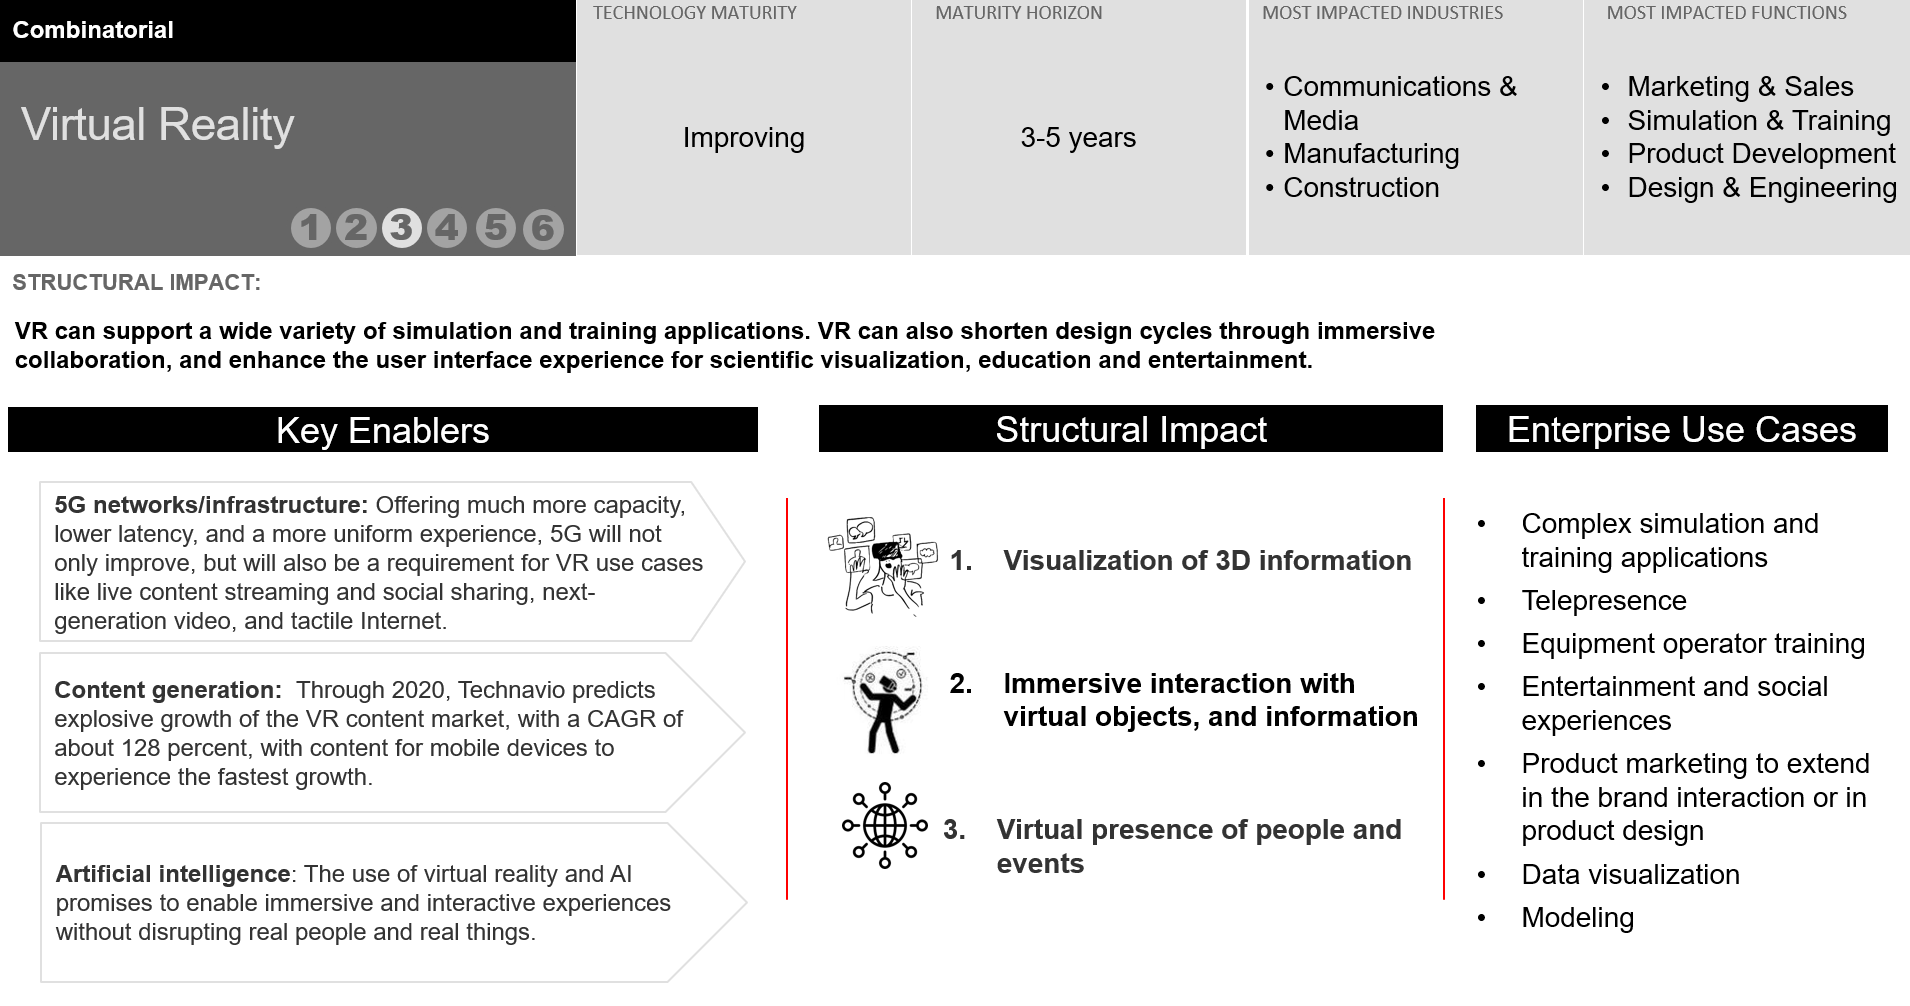 Combinatorial
Virtual Reality
1 2 3 4 5 6
TECHNOLOGY MATURITY
Improving
MATURITY HORIZON
3-5 years
MOST IMPACTED INDUSTRIES
• Communications &
Media
• Manufacturing
• Construction
MOST IMPACTED FUNCTIONS
• Marketing & Sales
• Simulation & Training
• Product Development
• Design & Engineering
STRUCTURAL IMPACT:
VR can support a wide variety of simulation and training applications. VR can also shorten design cycles through immersive
collaboration, and enhance the user interface experience for scientific visualization, education and entertainment.
Key Enablers
5G networks/infrastructure: Offering much more capacity,
lower latency, and a more uniform experience, 5G will not
only improve, but will also be a requirement for VR use cases
like live content streaming and social sharing, next-
generation video, and tactile Internet.
Content generation:  Through 2020, Technavio predicts
explosive growth of the VR content market, with a CAGR of
about 128 percent, with content for mobile devices to
experience the fastest growth.
Artificial intelligence: The use of virtual reality and AI
promises to enable immersive and interactive experiences
without disrupting real people and real things.
Structural Impact
1. Visualization of 3D information
2. Immersive interaction with
virtual objects, and information
3. Virtual presence of people and
events
Enterprise Use Cases
• Complex simulation and
training applications
• Telepresence
• Equipment operator training
• Entertainment and social
experiences
• Product marketing to extend
in the brand interaction or in
product design
• Data visualization
• Modeling